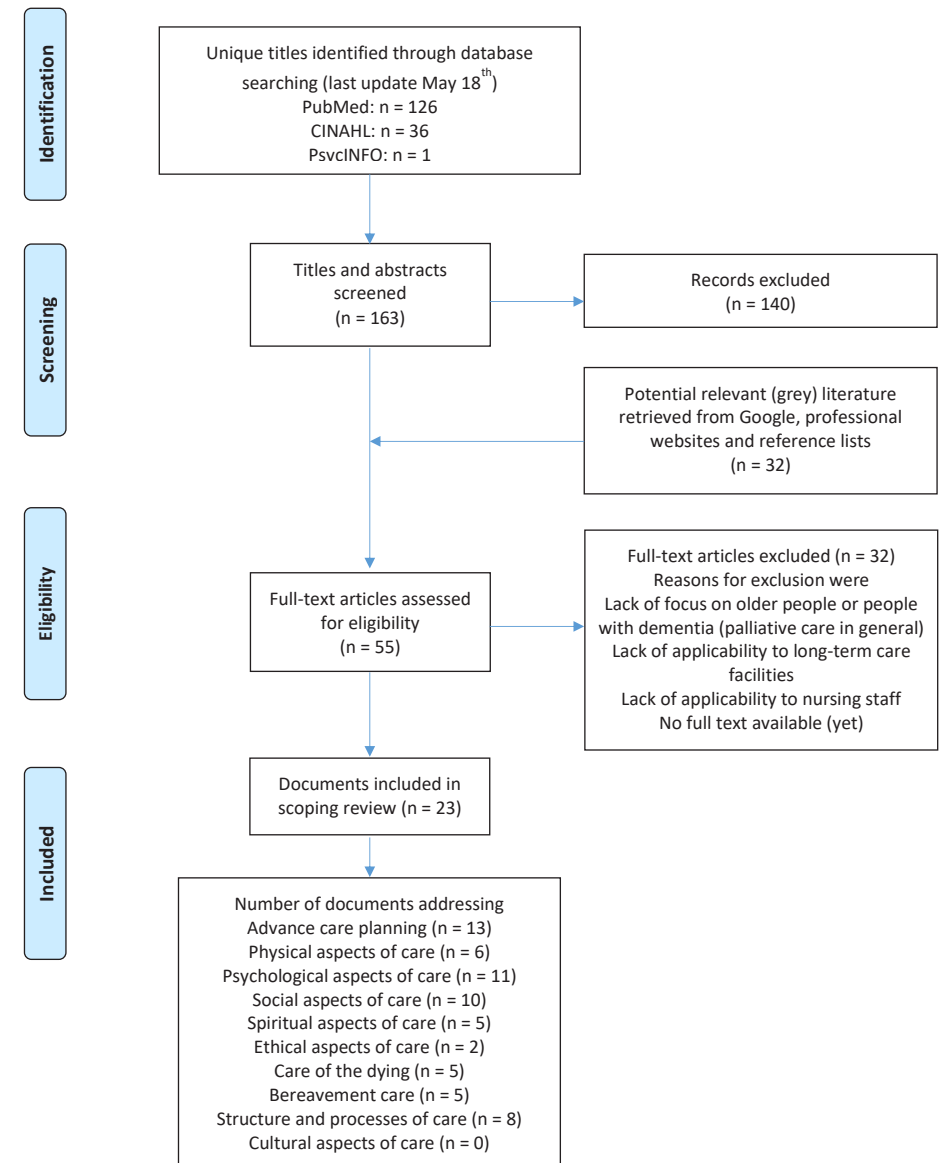 Identification
Unique titles identified through database
searching (last update May 18th)
PubMed: n = 126
CINAHL: n = 36
PsvcINFO: n = 1
Screening
Titles and abstracts
screened
(n = 163)
Records excluded
(n = 140)
Potential relevant (grey) literature
retrieved from Google, professional
websites and reference lists
(n = 32)
Eligibility
Full-text articles assessed
for eligibility
(n = 55)
Full-text articles excluded (n = 32)
Reasons for exclusion were
Lack of focus on older people or people
with dementia (palliative care in general)
Lack of applicability to long-term care
facilities
Lack of applicability to nursing staff
No full text available (yet)
Included
Documents included in
scoping review (n = 23)
Number of documents addressing
Advance care planning (n = 13)
Physical aspects of care (n = 6)
Psychological aspects of care (n = 11)
Social aspects of care (n = 10)
Spiritual aspects of care (n = 5)
Ethical aspects of care (n = 2)
Care of the dying (n = 5)
Bereavement care (n = 5)
Structure and processes of care (n = 8)
Cultural aspects of care (n = 0)